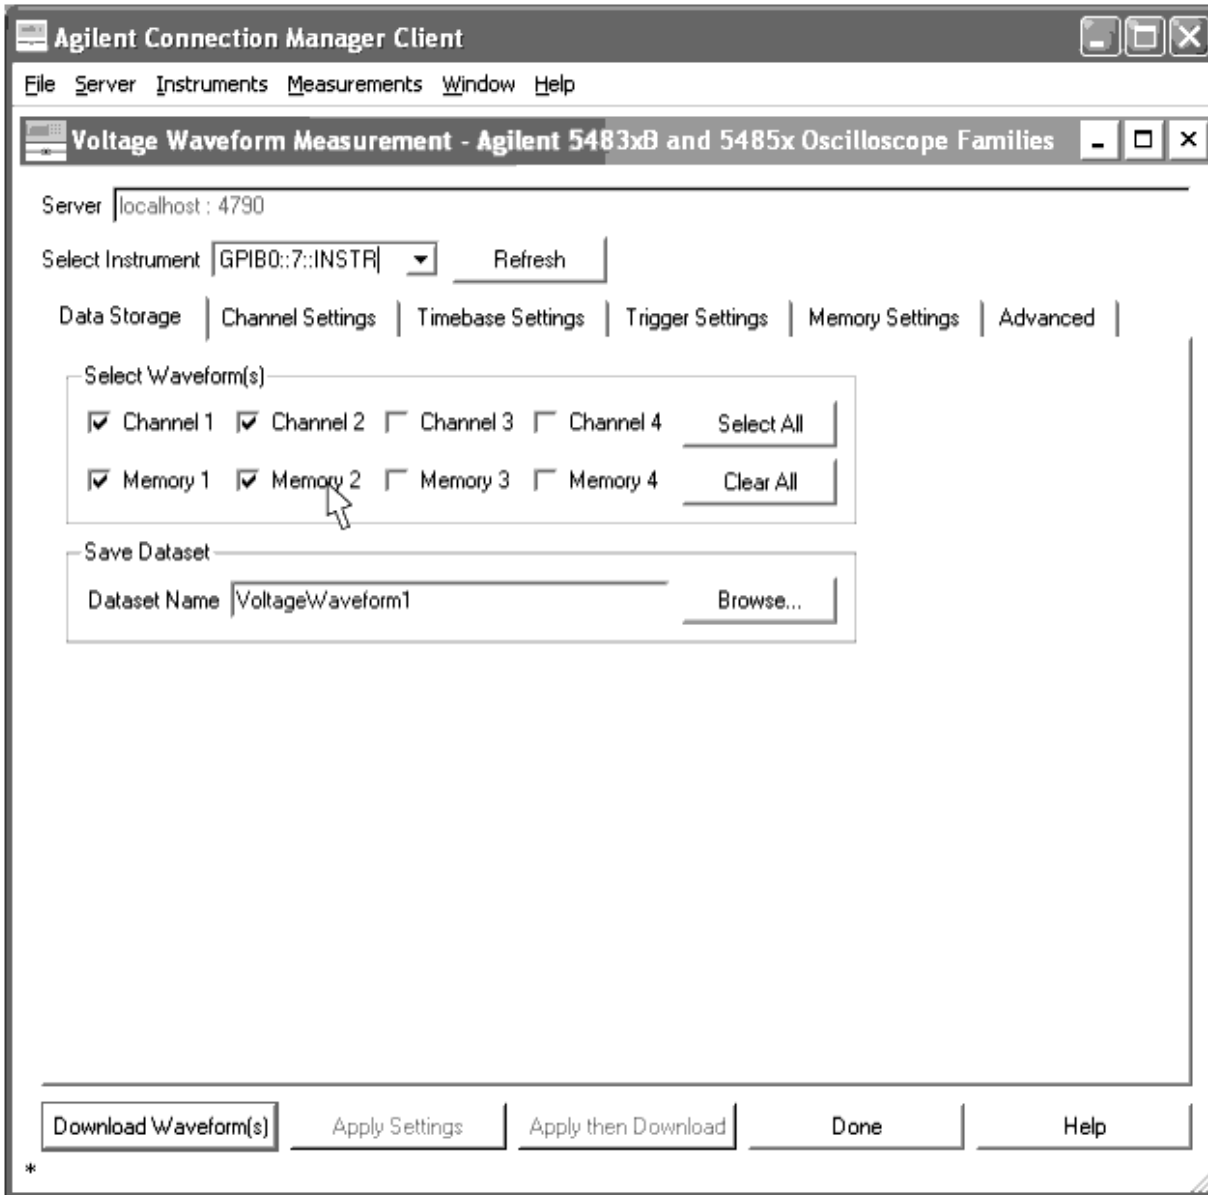 Agilent Connection Manager Client
File Server Instruments Measurements Window Help
Voltage Waveform Measurement - Agilent 5483xB and 5485x Oscilloscope Families
Server localhost : 4790
Select Instrument GPIB0::7::INSTR Refresh
Data Storage Channel Settings Timebase Settings Trigger Settings Memory Settings Advanced
Select Waveform(s)
Channel 1 Channel 2 Channel 3 Channel 4 Select All
Memory 1 Memory 2 Memory 3 Memory 4 Clear All
Save Dataset
Dataset Name VoltageWaveform1 Browse...
Download Waveform(s) Apply Settings Apply then Download Done Help
*